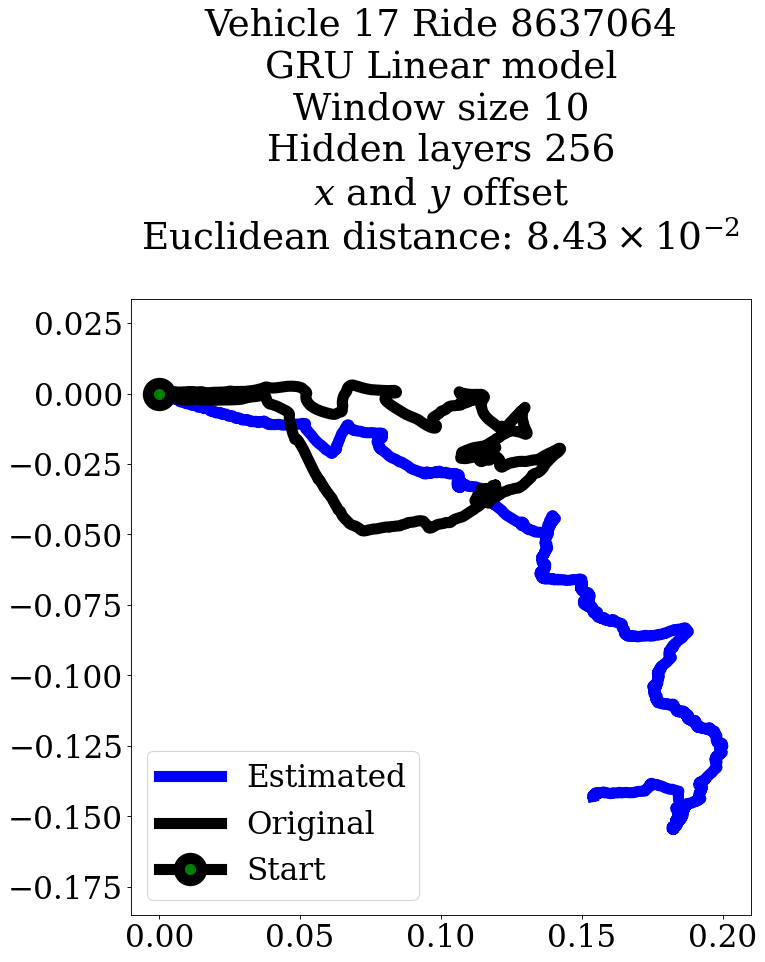 Vehicle 17 Ride 8637064
GRU Linear model
Window size 10
Hidden layers 256
x and y offset
Euclidean distance: 8.43 × 10⁻²
0.025
0.000
−0.025
−0.050
−0.075
−0.100
−0.125
−0.150
−0.175
Estimated
Original
Start
0.00 0.05 0.10 0.15 0.20